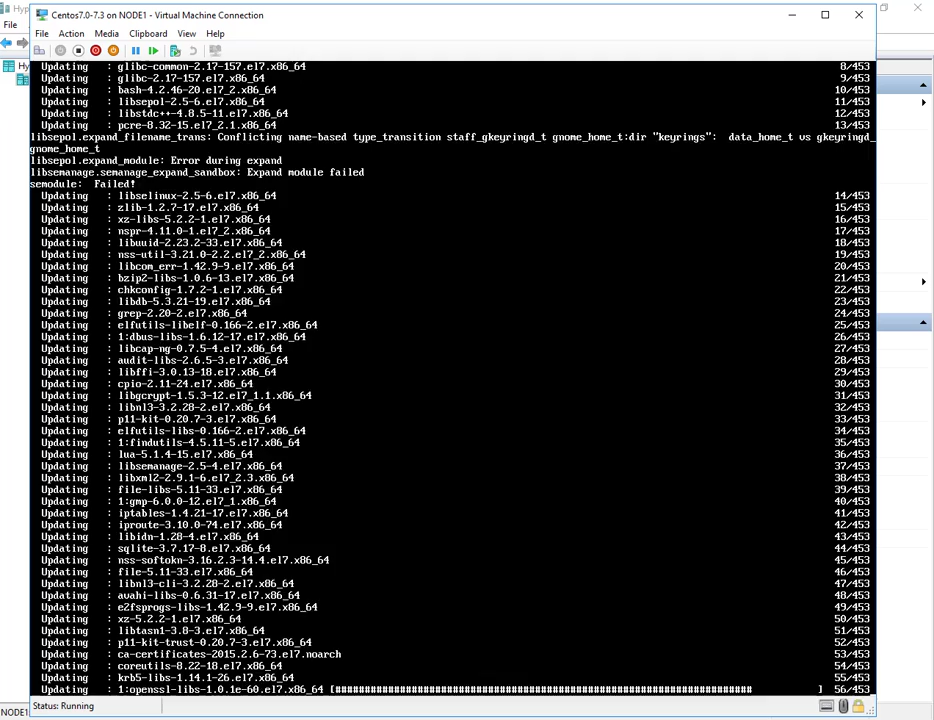 Hyp
File
Hy
Centos7.0-7.3 on NODE1 - Virtual Machine Connection
File Action Media Clipboard View Help
Updating : glibc-common-2.17-157.el7.x86_64 8/453
Updating : glibc-2.17-157.el7.x86_64 9/453
Updating : bash-4.2.46-20.el7_2.x86_64 10/453
Updating : libsepol-2.5-6.el7.x86_64 11/453
Updating : libstdc++-4.8.5-11.el7.x86_64 12/453
Updating : pcre-8.32-15.el7_2.1.x86_64 13/453
libsepol.expand_filename_trans: Conflicting name-based type_transition staff_gkeyringd_t gnome_home_t:dir "keyrings": data_home_t vs gkeyringd_
gnome_home_t
libsepol.expand_module: Error during expand
libsemanage.semanage_expand_sandbox: Expand module failed
semodule: Failed!
Updating : libselinux-2.5-6.el7.x86_64 14/453
Updating : zlib-1.2.7-17.el7.x86_64 15/453
Updating : xz-libs-5.2.2-1.el7.x86_64 16/453
Updating : nspr-4.11.0-1.el7_2.x86_64 17/453
Updating : libuuid-2.23.2-33.el7.x86_64 18/453
Updating : nss-util-3.21.0-2.2.el7_2.x86_64 19/453
Updating : libcom_err-1.42.9-9.el7.x86_64 20/453
Updating : bzip2-libs-1.0.6-13.el7.x86_64 21/453
Updating : chkconfig-1.7.2-1.el7.x86_64 22/453
Updating : libdb-5.3.21-19.el7.x86_64 23/453
Updating : grep-2.20-2.el7.x86_64 24/453
Updating : elfutils-libelf-0.166-2.el7.x86_64 25/453
Updating : 1:dbus-libs-1.6.12-17.el7.x86_64 26/453
Updating : libcap-ng-0.7.5-4.el7.x86_64 27/453
Updating : audit-libs-2.6.5-3.el7.x86_64 28/453
Updating : libffi-3.0.13-18.el7.x86_64 29/453
Updating : cpio-2.11-24.el7.x86_64 30/453
Updating : libgcrypt-1.5.3-12.el7_1.1.x86_64 31/453
Updating : libnl3-3.2.28-2.el7.x86_64 32/453
Updating : p11-kit-0.20.7-3.el7.x86_64 33/453
Updating : elfutils-libs-0.166-2.el7.x86_64 34/453
Updating : 1:findutils-4.5.11-5.el7.x86_64 35/453
Updating : lua-5.1.4-15.el7.x86_64 36/453
Updating : libsemanage-2.5-4.el7.x86_64 37/453
Updating : libxml2-2.9.1-6.el7_2.3.x86_64 38/453
Updating : file-libs-5.11-33.el7.x86_64 39/453
Updating : 1:gmp-6.0.0-12.el7_1.x86_64 40/453
Updating : iptables-1.4.21-17.el7.x86_64 41/453
Updating : iproute-3.10.0-74.el7.x86_64 42/453
Updating : libidn-1.28-4.el7.x86_64 43/453
Updating : sqlite-3.7.17-8.el7.x86_64 44/453
Updating : nss-softokn-3.16.2.3-14.4.el7.x86_64 45/453
Updating : file-5.11-33.el7.x86_64 46/453
Updating : libnl3-cli-3.2.28-2.el7.x86_64 47/453
Updating : avahi-libs-0.6.31-17.el7.x86_64 48/453
Updating : e2fsprogs-libs-1.42.9-9.el7.x86_64 49/453
Updating : xz-5.2.2-1.el7.x86_64 50/453
Updating : libtasn1-3.8-3.el7.x86_64 51/453
Updating : p11-kit-trust-0.20.7-3.el7.x86_64 52/453
Updating : ca-certificates-2015.2.6-73.el7.noarch 53/453
Updating : coreutils-8.22-18.el7.x86_64 54/453
Updating : krb5-libs-1.14.1-26.el7.x86_64 55/453
Updating : 1:openssl-libs-1.0.1e-60.el7.x86_64 [####################################################################### ] 56/453
Status: Running
NODE1